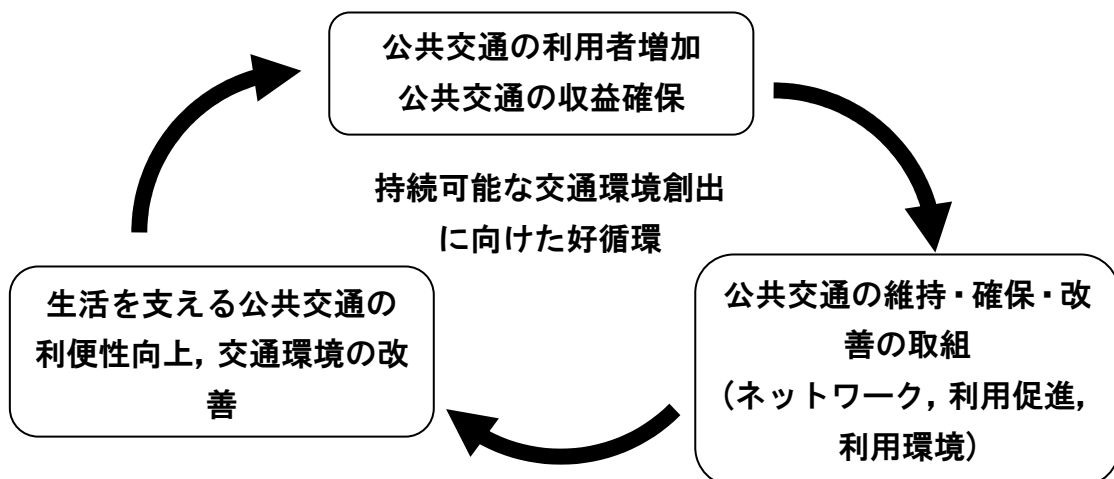 公共交通の利用者増加
公共交通の収益確保
持続可能な交通環境創出
に向けた好循環
生活を支える公共交通の
利便性向上，交通環境の改
善
公共交通の維持・確保・改
善の取組
（ネットワーク，利用促進，
利用環境）